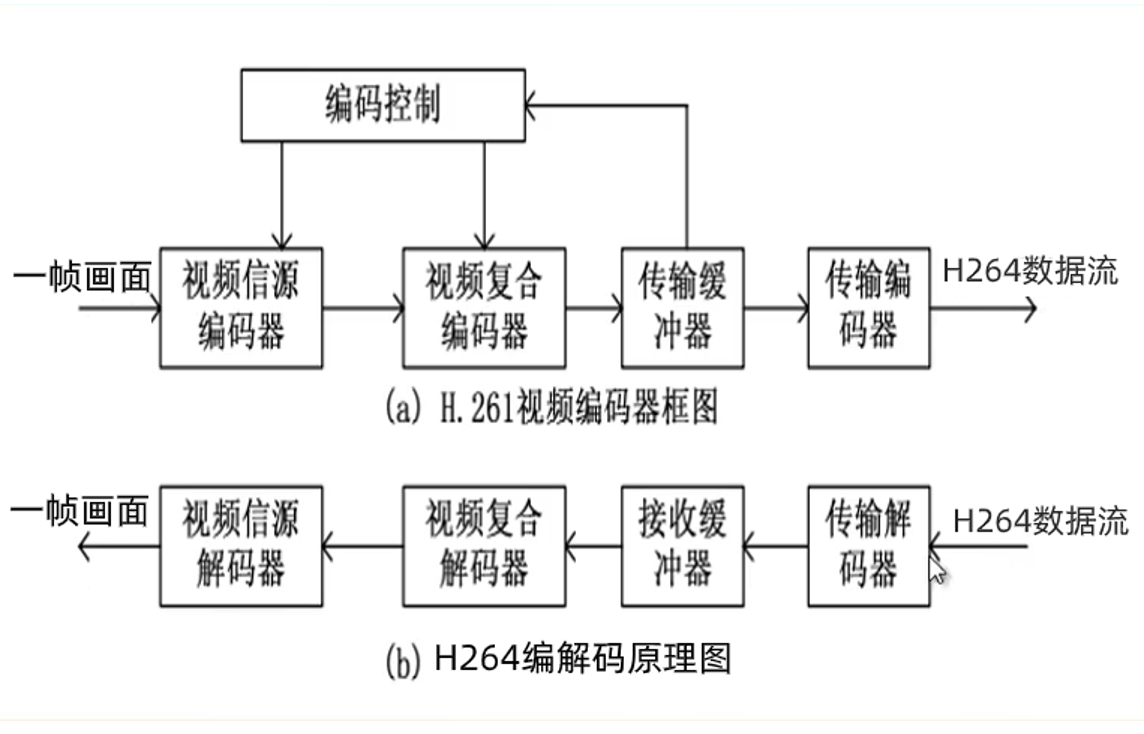 编码控制
一帧画面
视频信源
编码器
视频复合
编码器
传输缓
冲器
传输编
码器
H264数据流
(a) H.261视频编码器框图
一帧画面
视频信源
解码器
视频复合
解码器
接收缓
冲器
传输解
码器
H264数据流
(b) H264编解码原理图